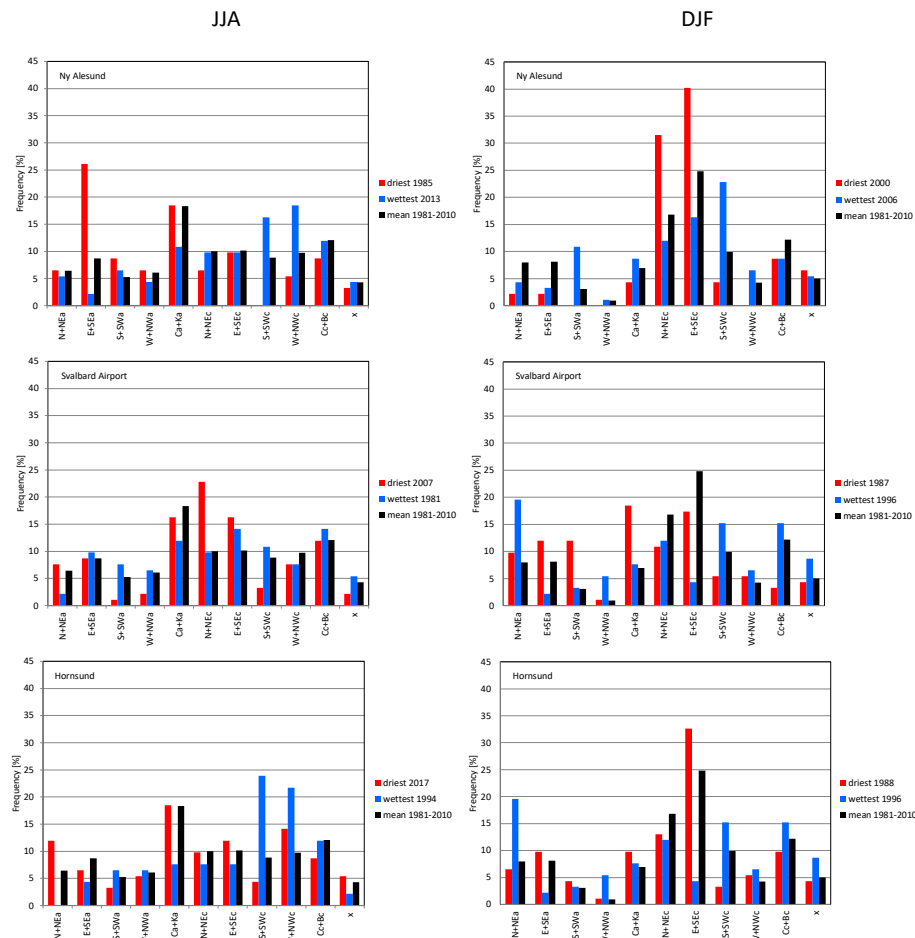 JJA
DJF
Ny Alesund
Frequency [%]
45
40
35
30
25
20
15
10
5
0
N+NEa
E+SEa
S+SWa
W+NWa
Ca+Ka
N+NEc
E+SEc
S+SWc
W+NWc
Cc+Bc
x
driest 1985
wettest 2013
mean 1981-2010
Ny Alesund
Frequency [%]
45
40
35
30
25
20
15
10
5
0
N+NEa
E+SEa
S+SWa
W+NWa
Ca+Ka
N+NEc
E+SEc
S+SWc
W+NWc
Cc+Bc
x
driest 2000
wettest 2006
mean 1981-2010
Svalbard Airport
Frequency [%]
45
40
35
30
25
20
15
10
5
0
N+NEa
E+SEa
S+SWa
W+NWa
Ca+Ka
N+NEc
E+SEc
S+SWc
W+NWc
Cc+Bc
x
driest 2007
wettest 1981
mean 1981-2010
Svalbard Airport
Frequency [%]
45
40
35
30
25
20
15
10
5
0
N+NEa
E+SEa
S+SWa
W+NWa
Ca+Ka
N+NEc
E+SEc
S+SWc
W+NWc
Cc+Bc
x
driest 1987
wettest 1996
mean 1981-2010
Hornsund
Frequency [%]
45
40
35
30
25
20
15
10
5
0
N+NEa
E+SEa
S+SWa
W+NWa
Ca+Ka
N+NEc
E+SEc
S+SWc
W+NWc
Cc+Bc
x
driest 2017
wettest 1994
mean 1981-2010
Hornsund
Frequency [%]
45
40
35
30
25
20
15
10
5
0
N+NEa
E+SEa
S+SWa
W+NWa
Ca+Ka
N+NEc
E+SEc
S+SWc
W+NWc
Cc+Bc
x
driest 1988
wettest 1996
mean 1981-2010